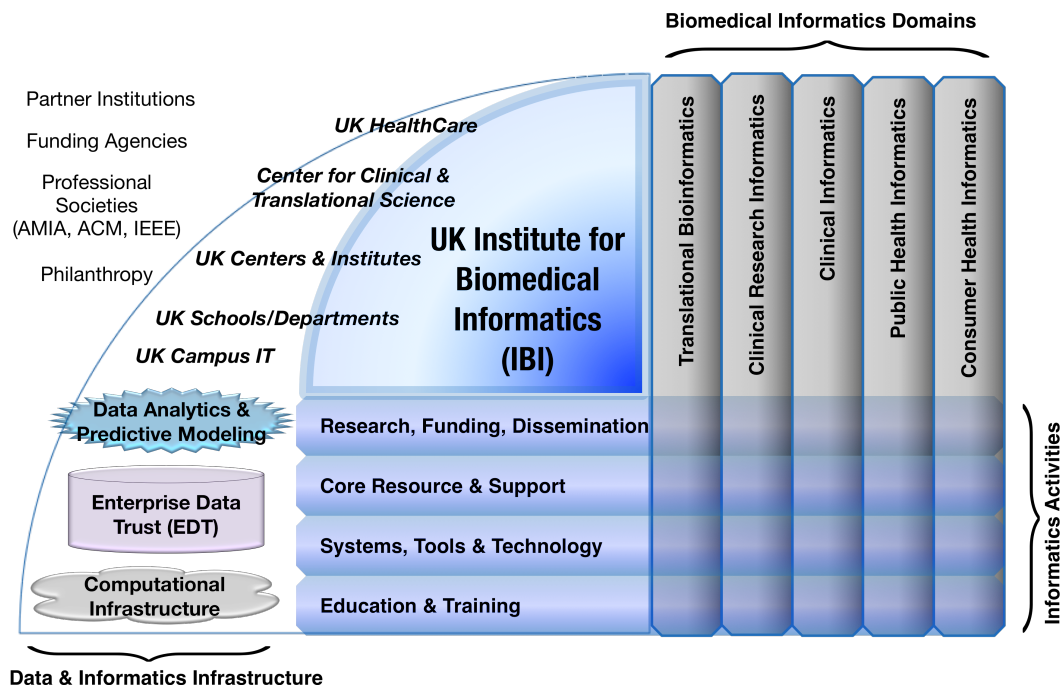 Biomedical Informatics Domains
Partner Institutions
Funding Agencies
Professional
Societies
(AMIA, ACM, IEEE)
Philanthropy
UK HealthCare
Center for Clinical &
Translational Science
UK Centers & Institutes
UK Schools/Departments
UK Campus IT
UK Institute for
Biomedical
Informatics
(IBI)
Translational Bioinformatics
Clinical Research Informatics
Clinical Informatics
Public Health Informatics
Consumer Health Informatics
Data Analytics &
Predictive Modeling
Enterprise Data
Trust (EDT)
Computational
Infrastructure
Research, Funding, Dissemination
Core Resource & Support
Systems, Tools & Technology
Education & Training
Informatics Activities
Data & Informatics Infrastructure